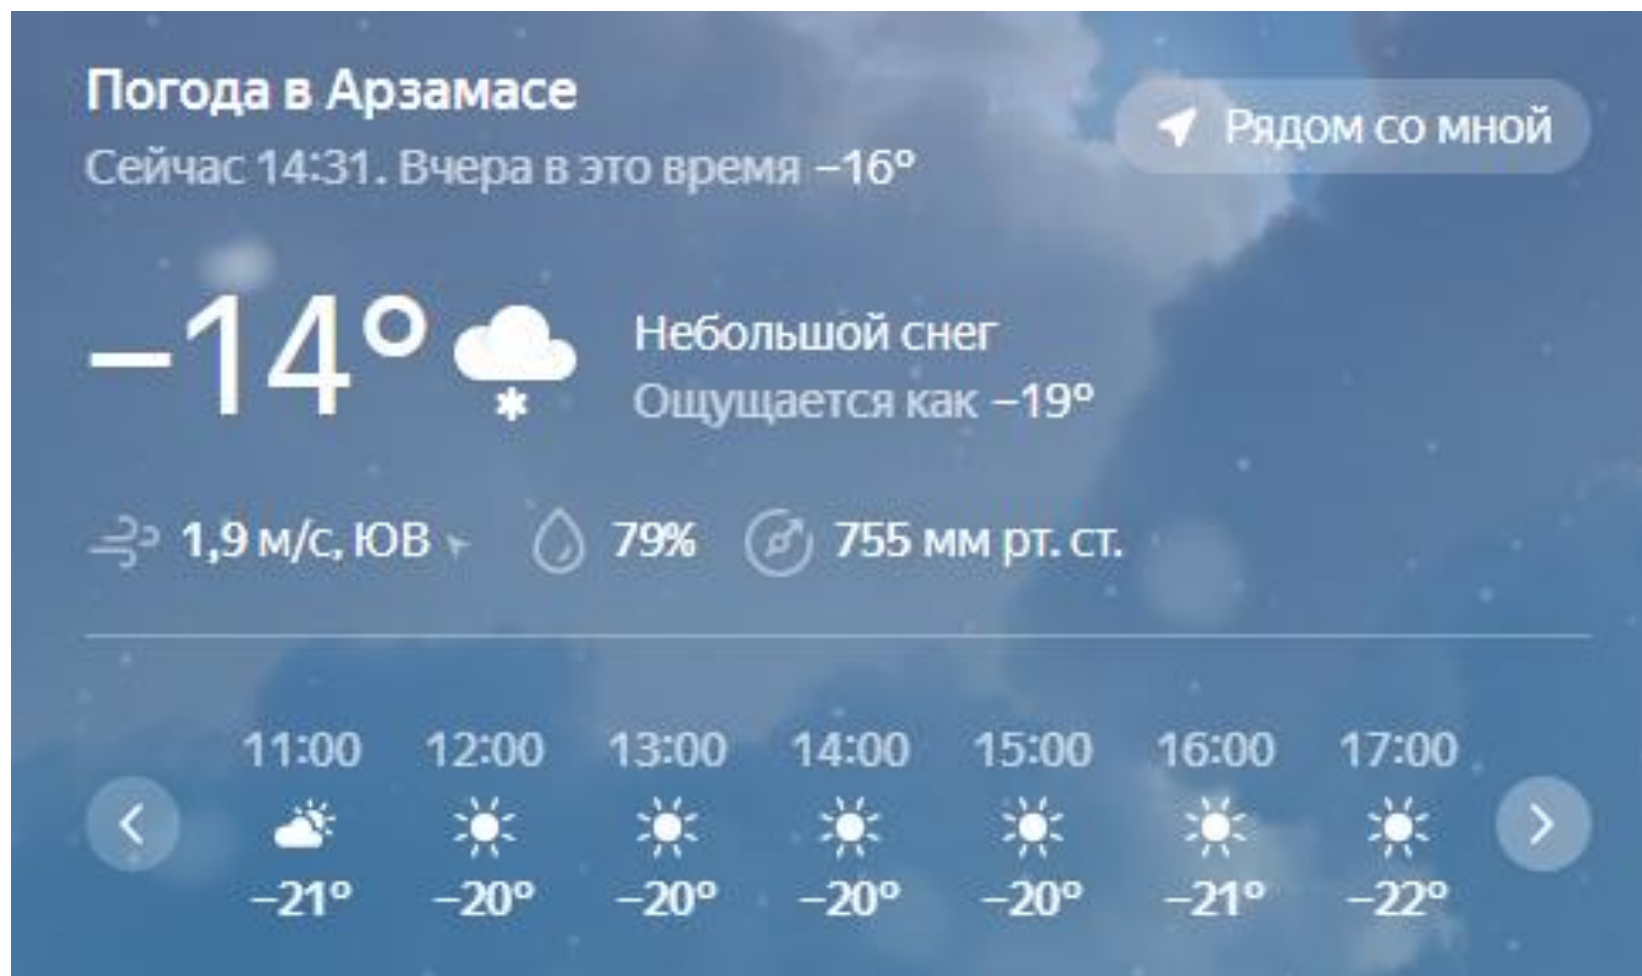 Погода в Арзамасе
Рядом со мной
Сейчас 14:31. Вчера в это время −16°
−14°
Небольшой снег
Ощущается как −19°
1,9 м/с, ЮВ 79% 755 мм рт. ст.
11:00 12:00 13:00 14:00 15:00 16:00 17:00
−21° −20° −20° −20° −20° −21° −22°